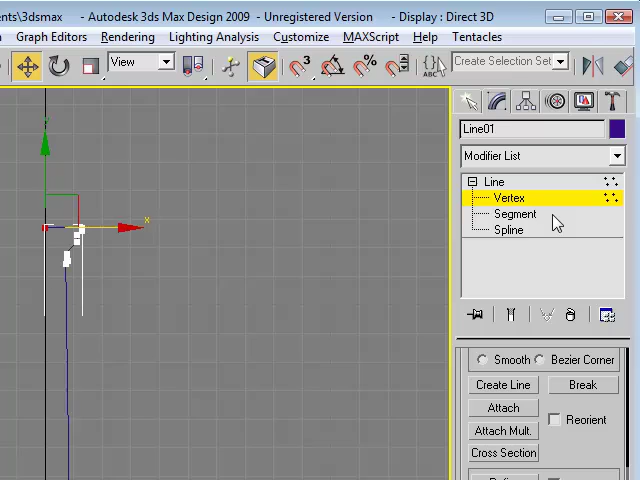 ents\3dsmax - Autodesk 3ds Max Design 2009 - Unregistered Version - Display : Direct 3D
Graph Editors Rendering Lighting Analysis Customize MAXScript Help Tentacles
View 3 % ABC Create Selection Set
Line01
y
Modifier List
Line
Vertex
x
Segment
Spline
Smooth Bezier Corner
Create Line Break
Attach Reorient
Attach Mult.
Cross Section